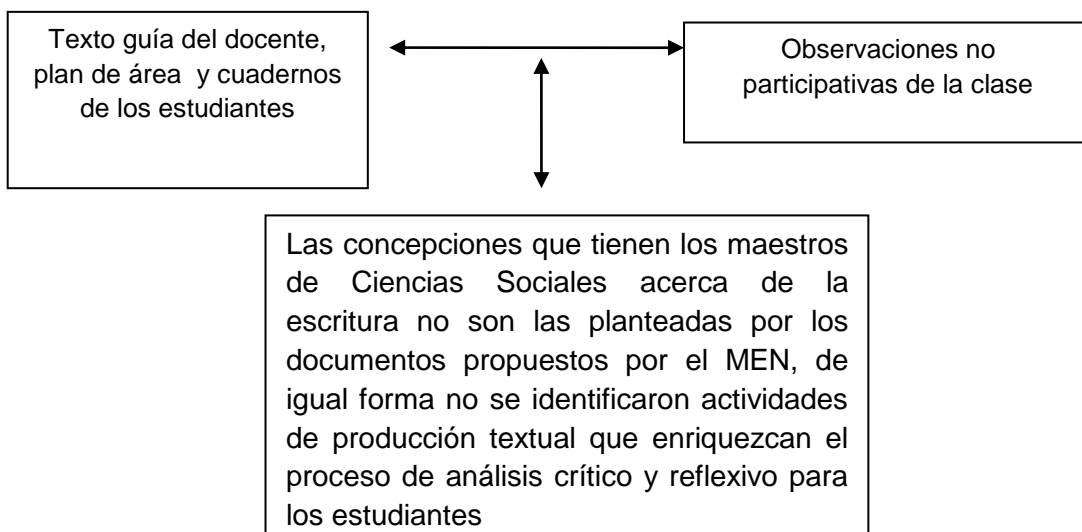 Texto guía del docente,
plan de área y cuadernos
de los estudiantes
Observaciones no
participativas de la clase
Las concepciones que tienen los maestros
de Ciencias Sociales acerca de la
escritura no son las planteadas por los
documentos propuestos por el MEN, de
igual forma no se identificaron actividades
de producción textual que enriquezcan el
proceso de análisis crítico y reflexivo para
los estudiantes